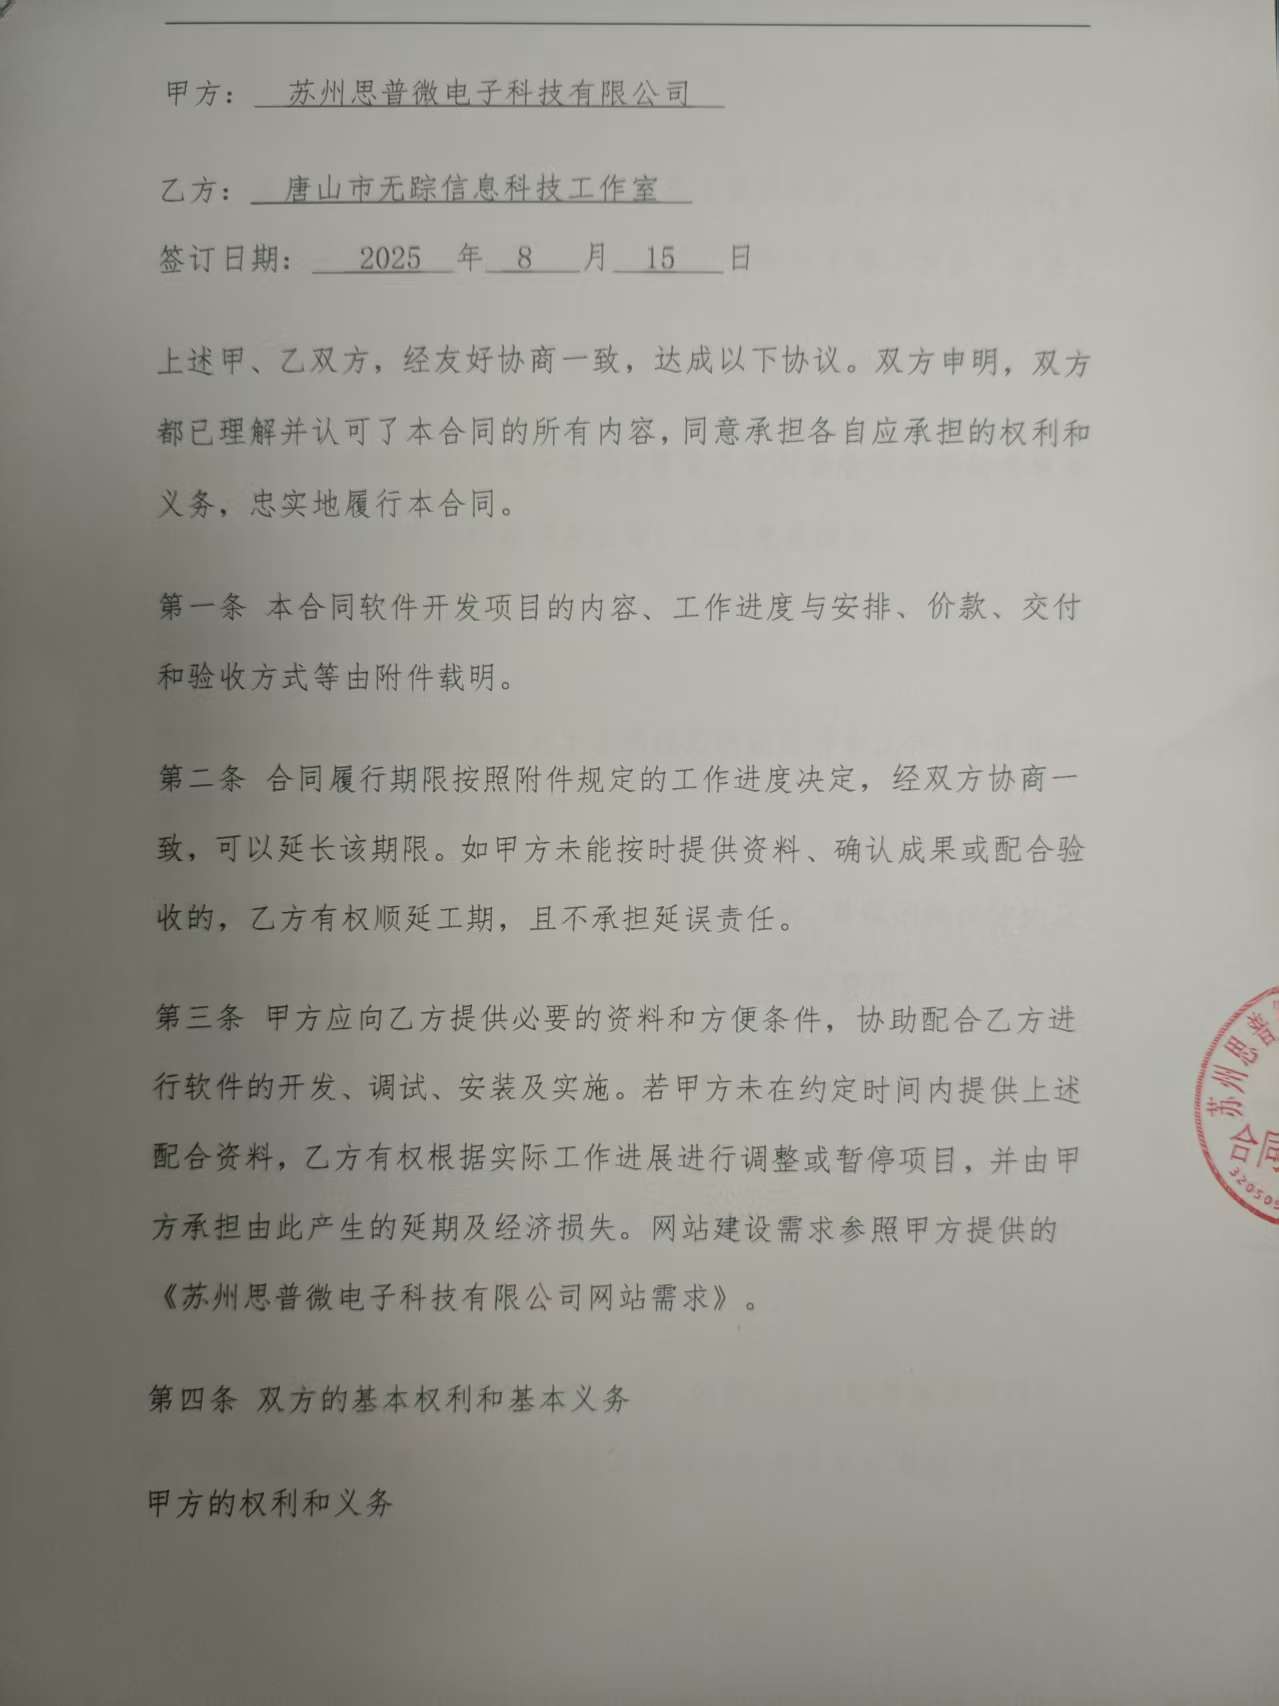 甲方： 苏州思普微电子科技有限公司
乙方： 唐山市无踪信息科技工作室
签订日期： 2025 年 8 月 15 日
上述甲、乙双方，经友好协商一致，达成以下协议。双方申明，双方
都已理解并认可了本合同的所有内容，同意承担各自应承担的权利和
义务，忠实地履行本合同。
第一条 本合同软件开发项目的内容、工作进度与安排、价款、交付
和验收方式等由附件载明。
第二条 合同履行期限按照附件规定的工作进度决定，经双方协商一
致，可以延长该期限。如甲方未能按时提供资料、确认成果或配合验
收的，乙方有权顺延工期，且不承担延误责任。
第三条 甲方应向乙方提供必要的资料和方便条件，协助配合乙方进
行软件的开发、调试、安装及实施。若甲方未在约定时间内提供上述
配合资料，乙方有权根据实际工作进展进行调整或暂停项目，并由甲
方承担由此产生的延期及经济损失。网站建设需求参照甲方提供的
《苏州思普微电子科技有限公司网站需求》。
苏州思普
合同
32050
第四条 双方的基本权利和基本义务
甲方的权利和义务